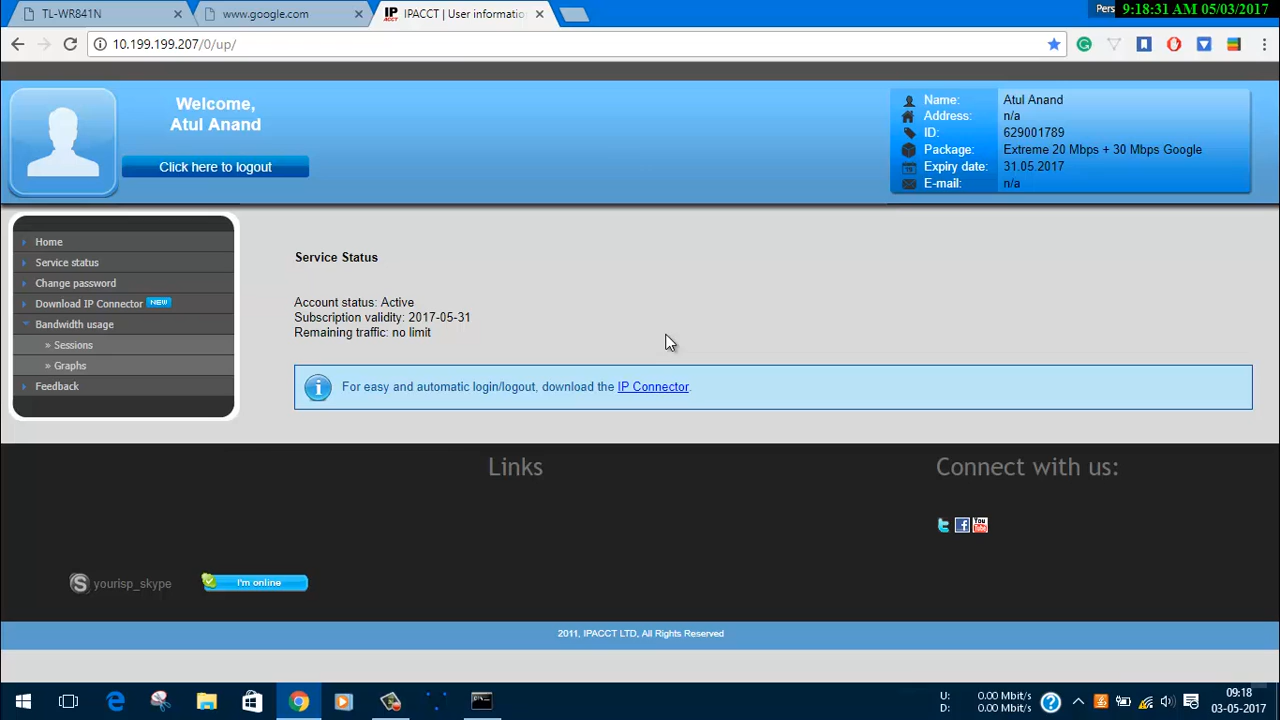 TL-WR841N
www.google.com
IPACCT | User informatio
Pers
9:18:31 AM 05/03/2017
10.199.199.207/0/up/
Welcome,
Atul Anand
Click here to logout
Name: Atul Anand
Address: n/a
ID: 629001789
Package: Extreme 20 Mbps + 30 Mbps Google
Expiry date: 31.05.2017
E-mail: n/a
Home
Service status
Change password
Download IP Connector NEW
Bandwidth usage
» Sessions
» Graphs
Feedback
Service Status
Account status: Active
Subscription validity: 2017-05-31
Remaining traffic: no limit
For easy and automatic login/logout, download the IP Connector.
Links
Connect with us:
You
yourisp_skype
I'm online
2011, IPACCT LTD, All Rights Reserved
U: 0.00 Mbit/s
D: 0.00 Mbit/s
09:18
03-05-2017